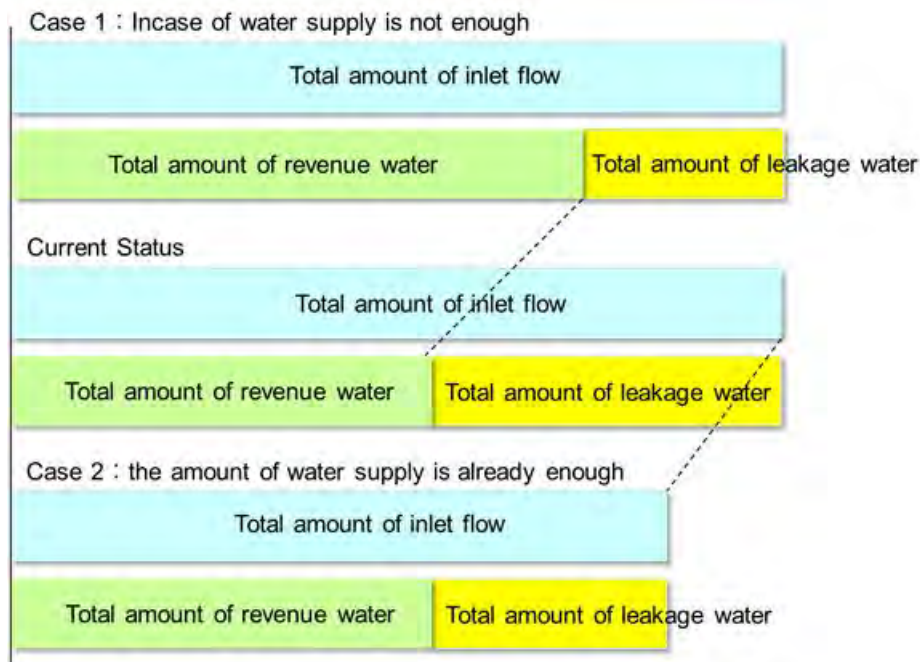 Case 1：Incase of water supply is not enough
Total amount of inlet flow
Total amount of revenue water
Total amount of leakage water
Current Status
Total amount of inlet flow
Total amount of revenue water
Total amount of leakage water
Case 2：the amount of water supply is already enough
Total amount of inlet flow
Total amount of revenue water
Total amount of leakage water